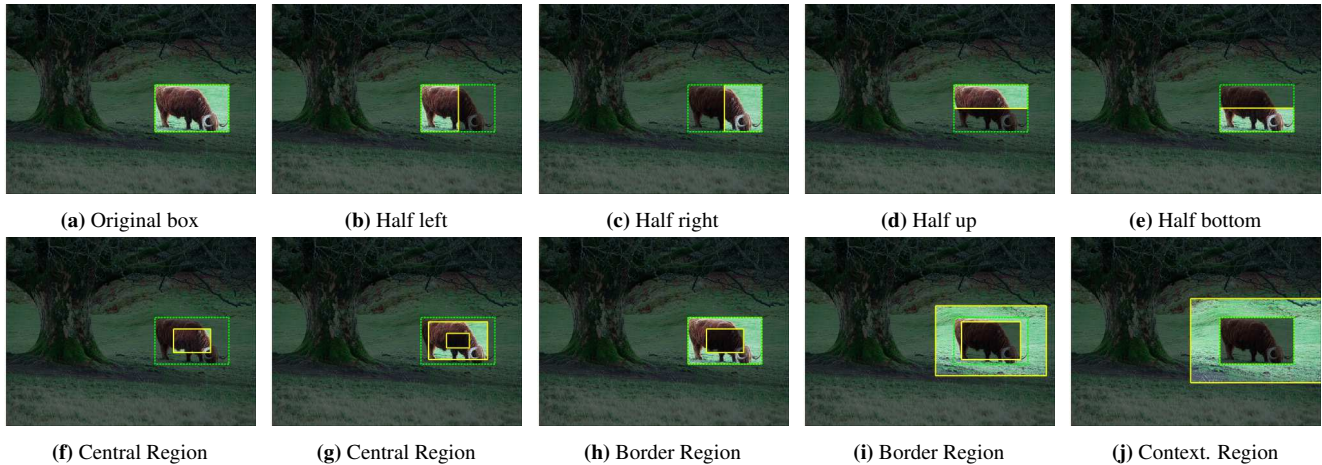 (a) Original box
(b) Half left
(c) Half right
(d) Half up
(e) Half bottom
(f) Central Region
(g) Central Region
(h) Border Region
(i) Border Region
(j) Context. Region